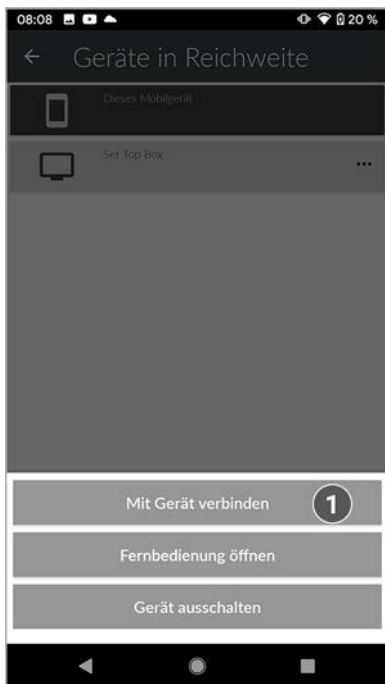 08:08
20 %
Geräte in Reichweite
Dieses Mobilgerät
Set Top Box
Mit Gerät verbinden
1
Fernbedienung öffnen
Gerät ausschalten